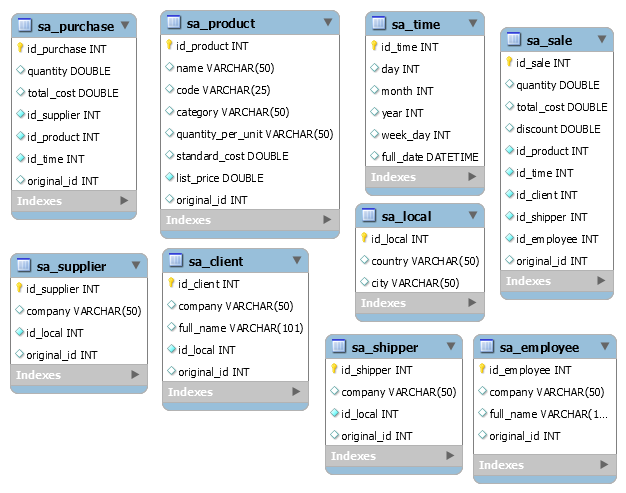 sa_purchase
id_purchase INT
quantity DOUBLE
total_cost DOUBLE
id_supplier INT
id_product INT
id_time INT
original_id INT
Indexes
sa_product
id_product INT
name VARCHAR(50)
code VARCHAR(25)
category VARCHAR(50)
quantity_per_unit VARCHAR(50)
standard_cost DOUBLE
list_price DOUBLE
original_id INT
Indexes
sa_time
id_time INT
day INT
month INT
year INT
week_day INT
full_date DATETIME
Indexes
sa_sale
id_sale INT
quantity DOUBLE
total_cost DOUBLE
discount DOUBLE
id_product INT
id_time INT
id_client INT
id_shipper INT
id_employee INT
original_id INT
Indexes
sa_local
id_local INT
country VARCHAR(50)
city VARCHAR(50)
Indexes
sa_supplier
id_supplier INT
company VARCHAR(50)
id_local INT
original_id INT
Indexes
sa_client
id_client INT
company VARCHAR(50)
full_name VARCHAR(101)
id_local INT
original_id INT
Indexes
sa_shipper
id_shipper INT
company VARCHAR(50)
id_local INT
original_id INT
Indexes
sa_employee
id_employee INT
company VARCHAR(50)
full_name VARCHAR(1...
original_id INT
Indexes